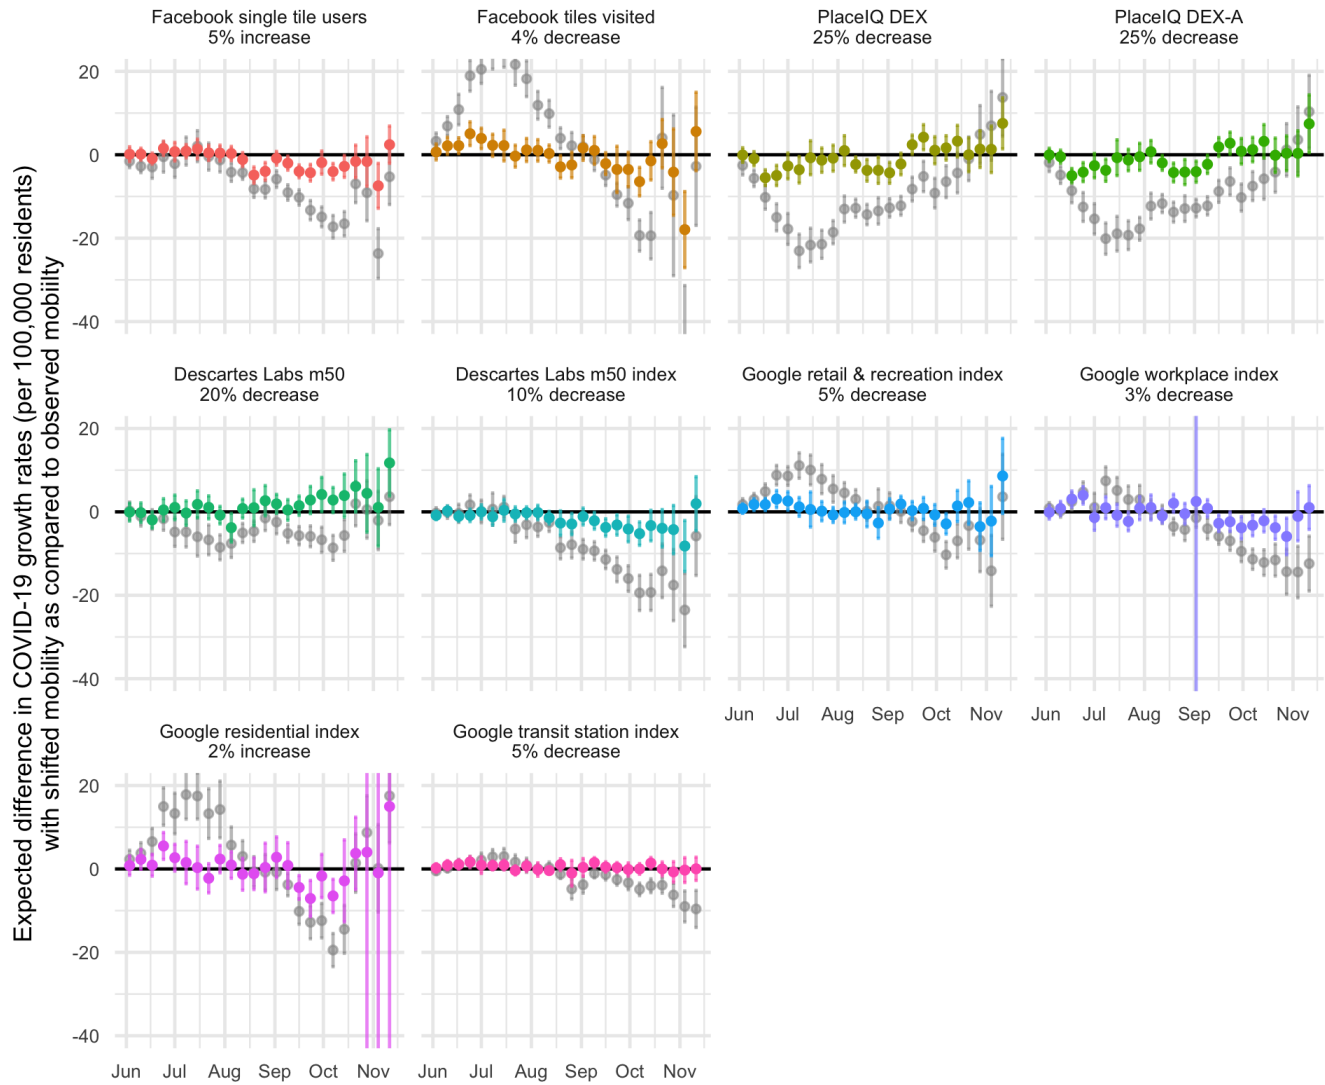 Facebook single tile users
5% increase
Facebook tiles visited
4% decrease
PlaceIQ DEX
25% decrease
PlaceIQ DEX-A
25% decrease
20
0
-20
-40
Expected difference in COVID-19 growth rates (per 100,000 residents)
with shifted mobility as compared to observed mobiilty
Descartes Labs m50
20% decrease
Descartes Labs m50 index
10% decrease
Google retail & recreation index
5% decrease
Google workplace index
3% decrease
20
0
-20
-40
Jun Jul Aug Sep Oct Nov
Jun Jul Aug Sep Oct Nov
Google residential index
2% increase
Google transit station index
5% decrease
20
0
-20
-40
Jun Jul Aug Sep Oct Nov
Jun Jul Aug Sep Oct Nov